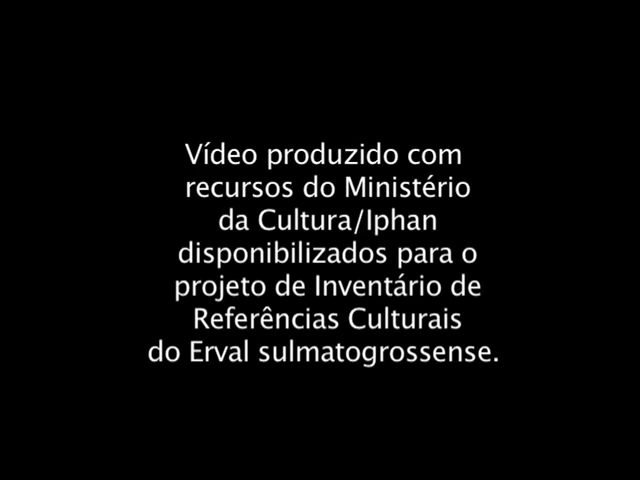 Vídeo produzido com
recursos do Ministério
da Cultura/Iphan
disponibilizados para o
projeto de Inventário de
Referências Culturais
do Erval sulmatogrossense.